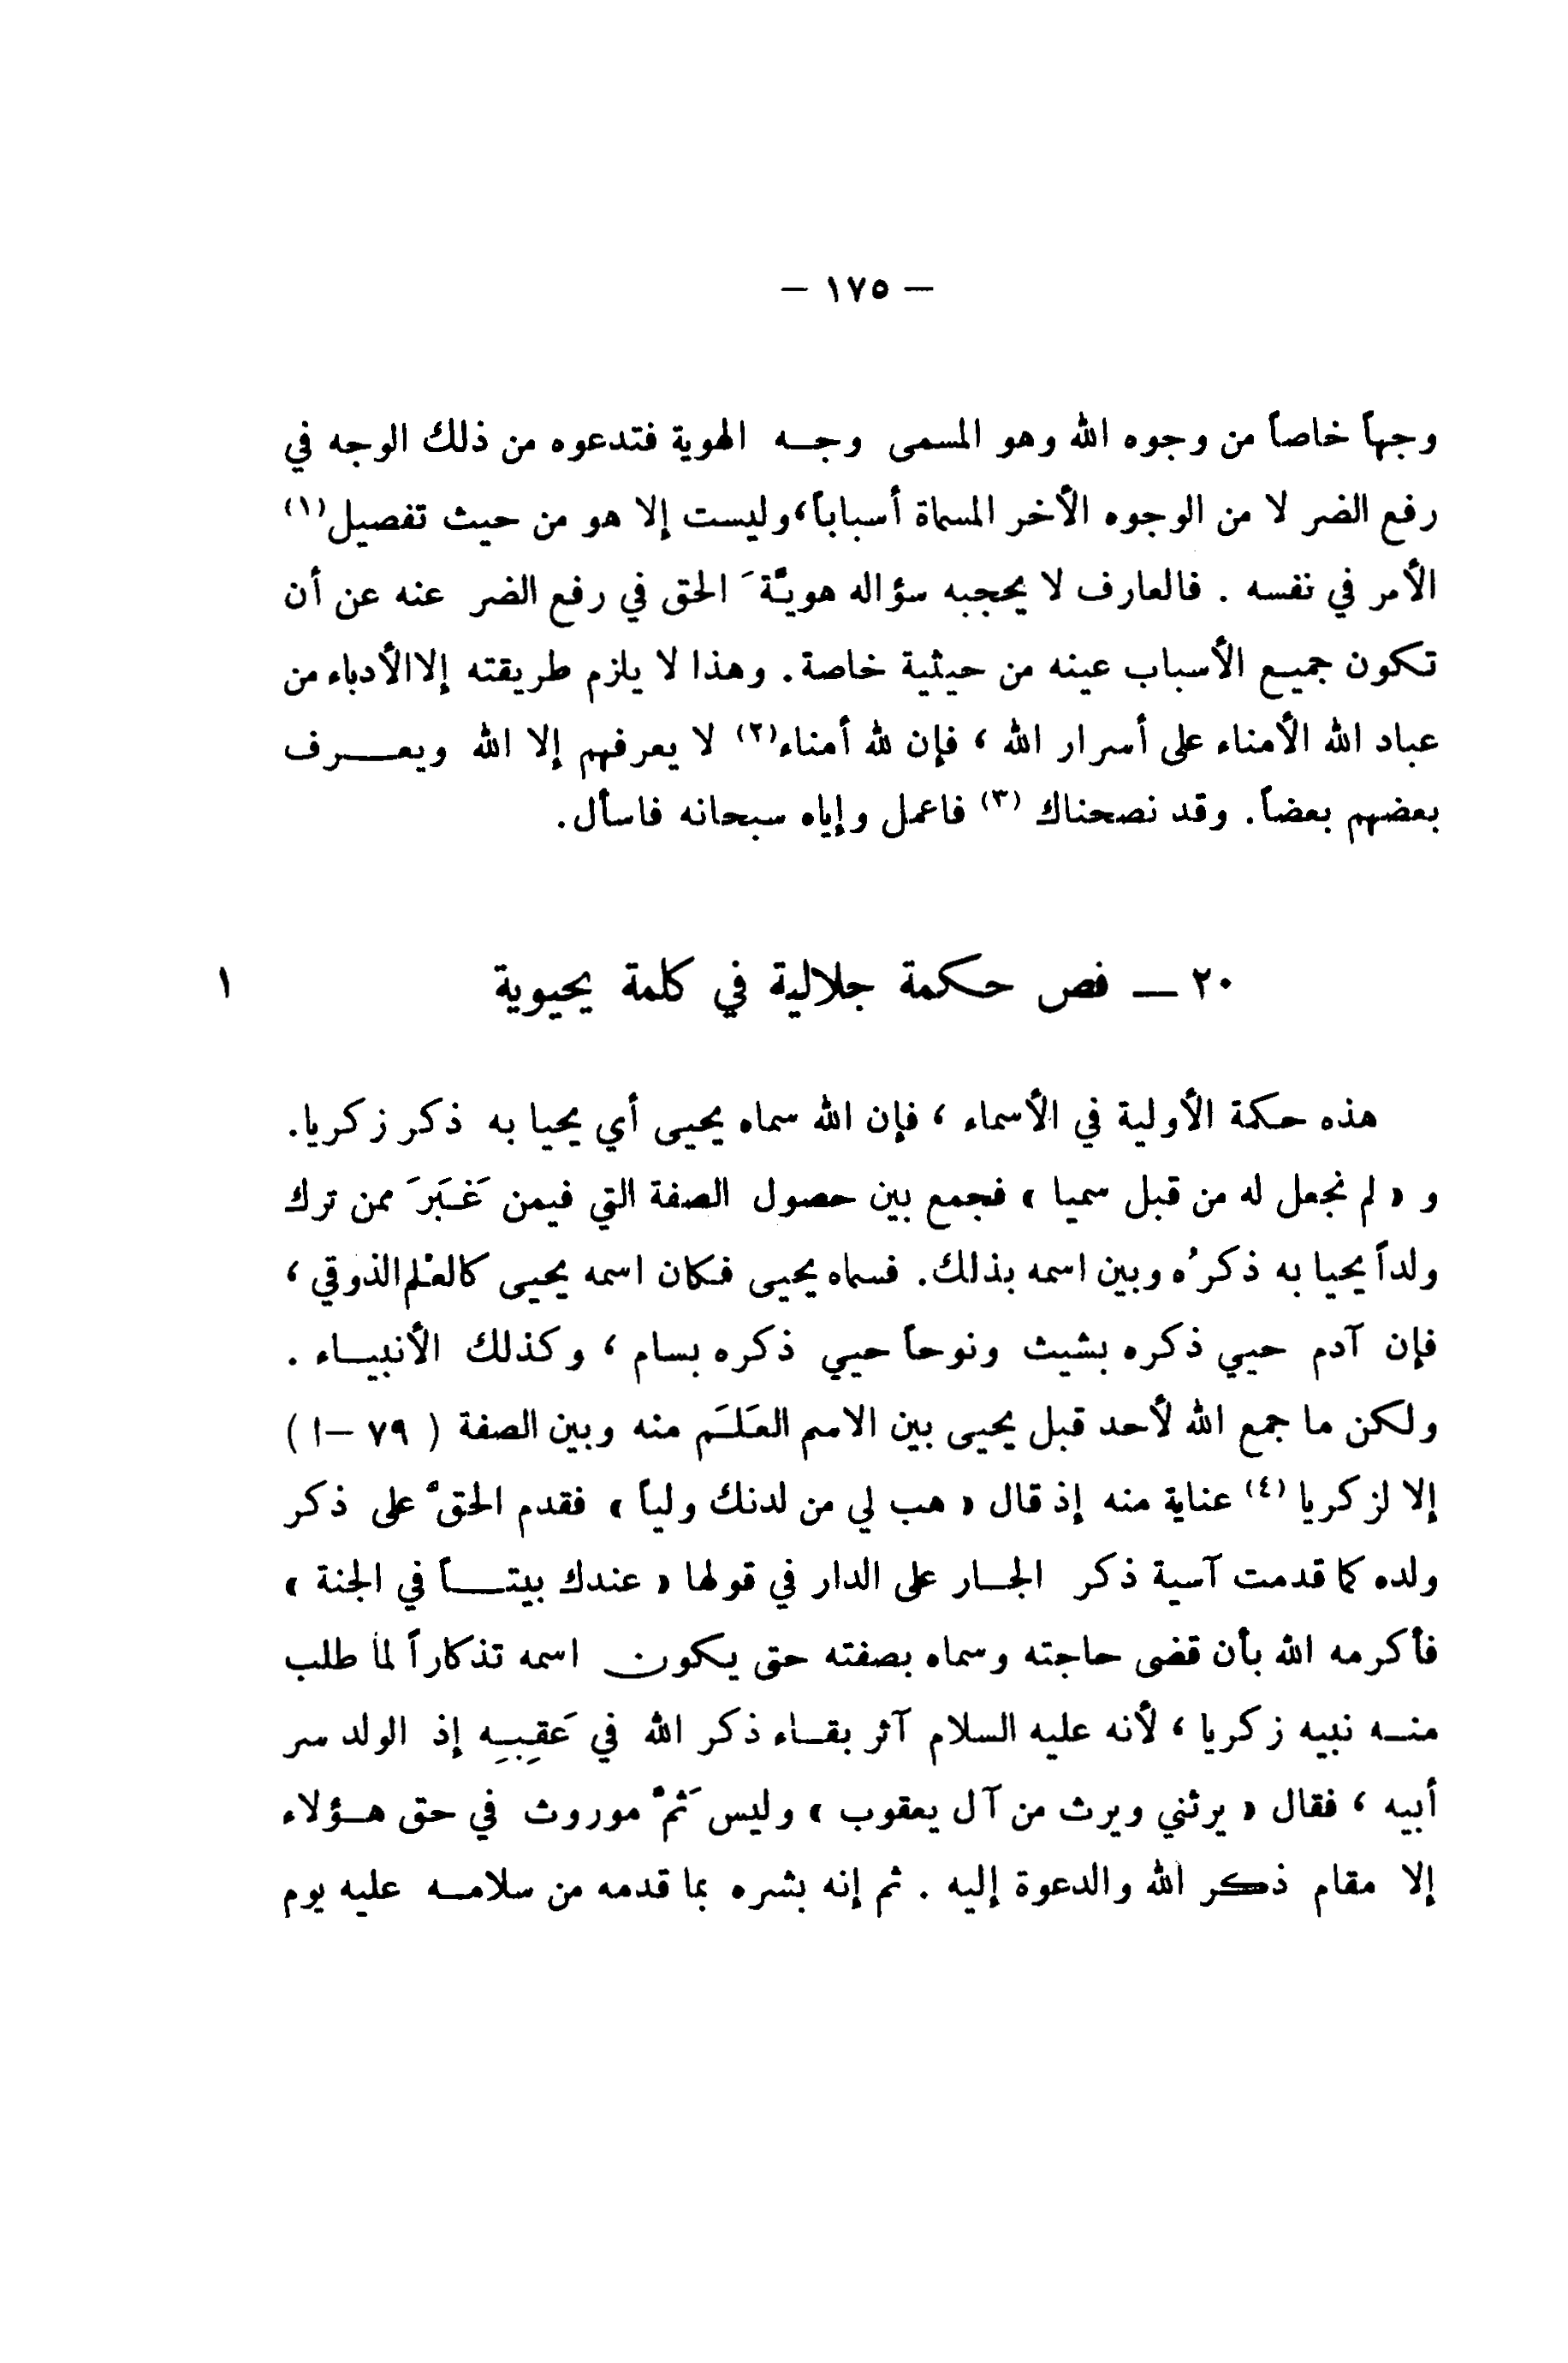 — ١٧٥ —
وجهاً خاصاً من وجوه الله وهو المسمى وجـه الهوية فتدعوه من ذلك الوجه في
رفع الضر لا من الوجوه الأخر المسماة أسباباً، وليست إلا هو من حيث تفصيل(١)
الأمر في نفسه . فالعارف لا يحجبه سؤاله هويَّةَ الحق في رفع الضر عنه عن أن
تكون جميع الأسباب عينه من حيثية خاصة. وهذا لا يلزم طريقته إلا الأدباء من
عباد الله الأمناء على أسرار الله ، فإن لله أمناء(٢) لا يعرفهم إلا الله ويعـــرف
بعضهم بعضاً. وقد نصحناك (٣) فاعمل وإياه سبحانه فاسأل.
٢٠ — فص حكمة جلالية في كلمة يحيوية
١
هذه حكمة الأولية في الأسماء ، فإن الله سماه يحيى أي يحيا به ذكر زكريا.
و « لم نجعل له من قبل سميا » فجمع بين حصول الصفة التي فيمن غَبَرَ ممن ترك
ولداً يحيا به ذكرُه وبين اسمه بذلك. فسماه يحيى فكان اسمه يحيى كالعلْم الذوقي ،
فإن آدم حيي ذكره بشيث ونوحاً حيي ذكره بسام ، وكذلك الأنبيـاء .
ولكن ما جمع الله لأحد قبل يحيى بين الاسم العَلَم منه وبين الصفة ( ٧٩ –ا )
إلا لزكريا (٤) عناية منه إذ قال « هب لي من لدنك ولياً » فقدم الحقَّ على ذكر
ولده كما قدمت آسية ذكر الجـار على الدار في قولها « عندك بيتـــاً في الجنة »
فأكرمه الله بأن قضى حاجته وسماه بصفته حتى يكون اسمه تذكاراً لما طلب
منـه نبيه زكريا ، لأنه عليه السلام آثر بقـاء ذكر الله في عَقِبِه إذ الولد سر
أبيه ، فقال « يرثني ويرث من آل يعقوب » وليس ثَمَّ موروث في حق هـؤلاء
إلا مقام ذكر الله والدعوة إليه . ثم إنه بشره بما قدمه من سلامـه عليه يوم